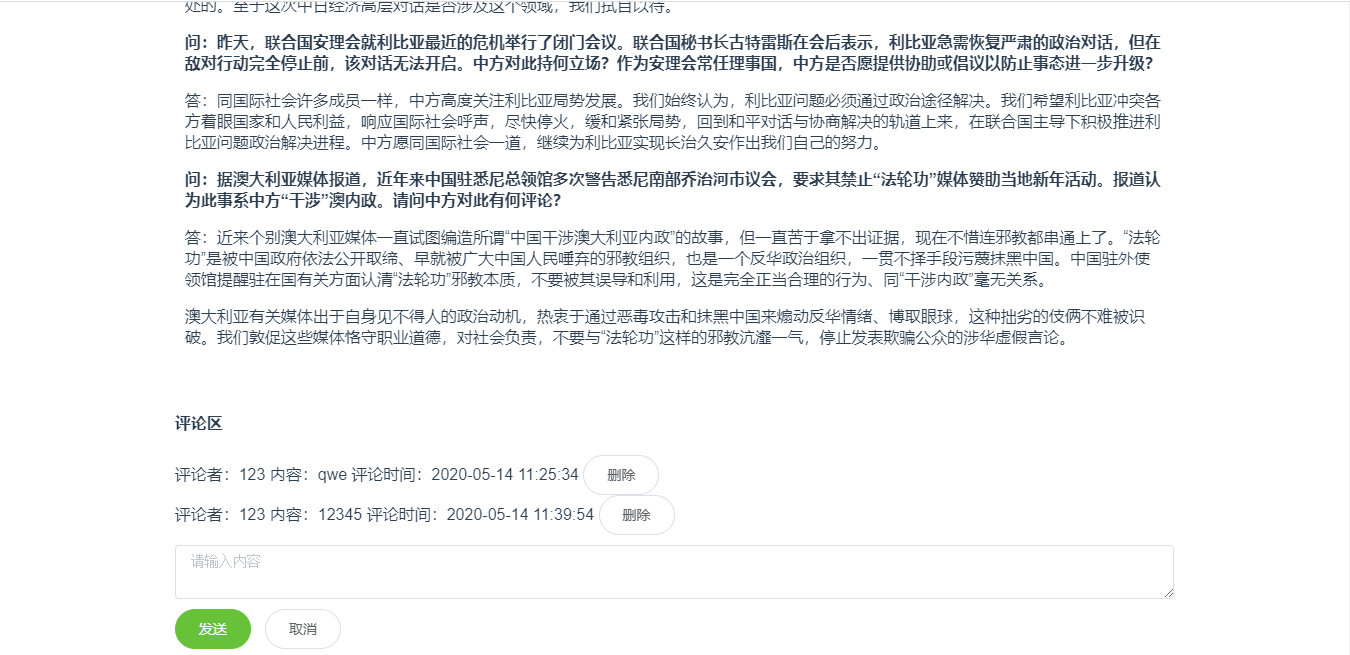 处的。至于这次中日经济高层对话是否涉及这个领域，我们拭目以待。
问：昨天，联合国安理会就利比亚最近的危机举行了闭门会议。联合国秘书长古特雷斯在会后表示，利比亚急需恢复严肃的政治对话，但在
敌对行动完全停止前，该对话无法开启。中方对此持何立场？作为安理会常任理事国，中方是否愿提供协助或倡议以防止事态进一步升级？
答：同国际社会许多成员一样，中方高度关注利比亚局势发展。我们始终认为，利比亚问题必须通过政治途径解决。我们希望利比亚冲突各
方着眼国家和人民利益，响应国际社会呼声，尽快停火，缓和紧张局势，回到和平对话与协商解决的轨道上来，在联合国主导下积极推进利
比亚问题政治解决进程。中方愿同国际社会一道，继续为利比亚实现长治久安作出我们自己的努力。
问：据澳大利亚媒体报道，近年来中国驻悉尼总领馆多次警告悉尼南部乔治河市议会，要求其禁止“法轮功”媒体赞助当地新年活动。报道认
为此事系中方“干涉”澳内政。请问中方对此有何评论？
答：近来个别澳大利亚媒体一直试图编造所谓“中国干涉澳大利亚内政”的故事，但一直苦于拿不出证据，现在不惜连邪教都串通上了。“法轮
功”是被中国政府依法公开取缔、早就被广大中国人民唾弃的邪教组织，也是一个反华政治组织，一贯不择手段污蔑抹黑中国。中国驻外使
领馆提醒驻在国有关方面认清“法轮功”邪教本质，不要被其误导和利用，这是完全正当合理的行为、同“干涉内政”毫无关系。
澳大利亚有关媒体出于自身见不得人的政治动机，热衷于通过恶毒攻击和抹黑中国来煽动反华情绪、博取眼球，这种拙劣的伎俩不难被识
破。我们敦促这些媒体恪守职业道德，对社会负责，不要与“法轮功”这样的邪教沆瀣一气，停止发表欺骗公众的涉华虚假言论。
评论区
评论者：123 内容：qwe 评论时间：2020-05-14 11:25:34 删除
评论者：123 内容：12345 评论时间：2020-05-14 11:39:54 删除
请输入内容
发送 取消